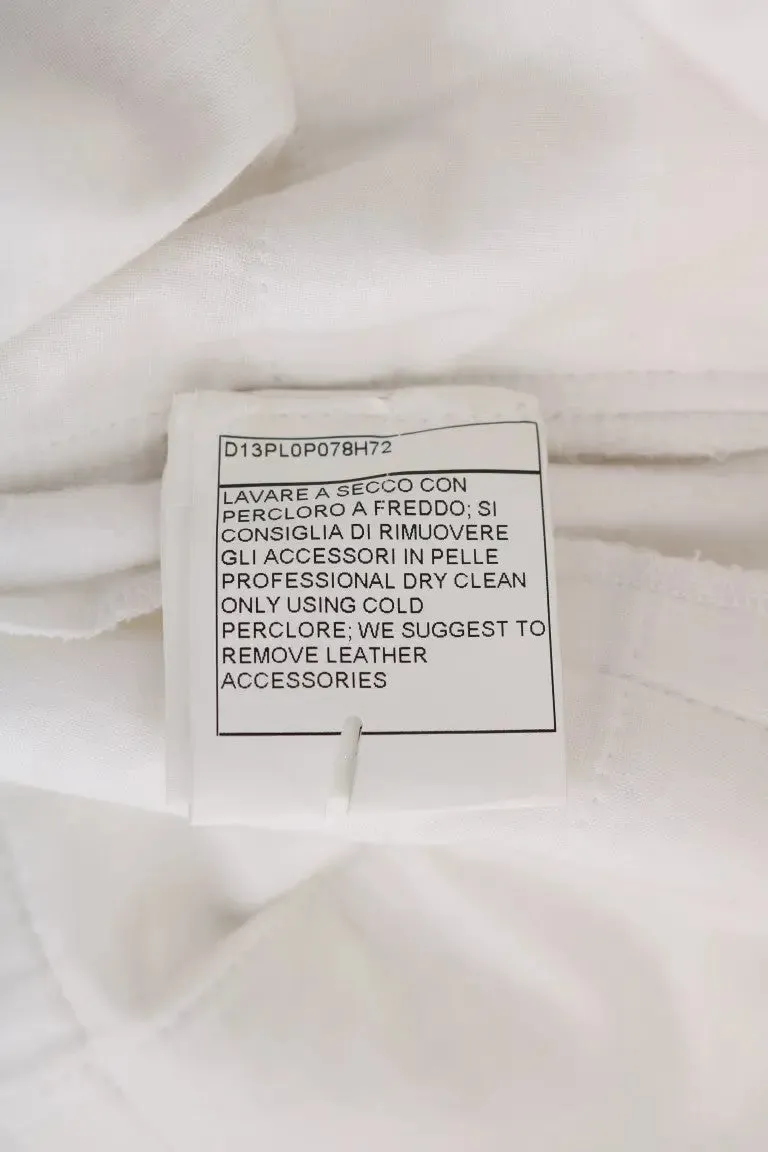 D13PL0P078H72
LAVARE A SECCO CON
PERCLORO A FREDDO; SI
CONSIGLIA DI RIMUOVERE
GLI ACCESSORI IN PELLE
PROFESSIONAL DRY CLEAN
ONLY USING COLD
PERCLORE; WE SUGGEST TO
REMOVE LEATHER
ACCESSORIES